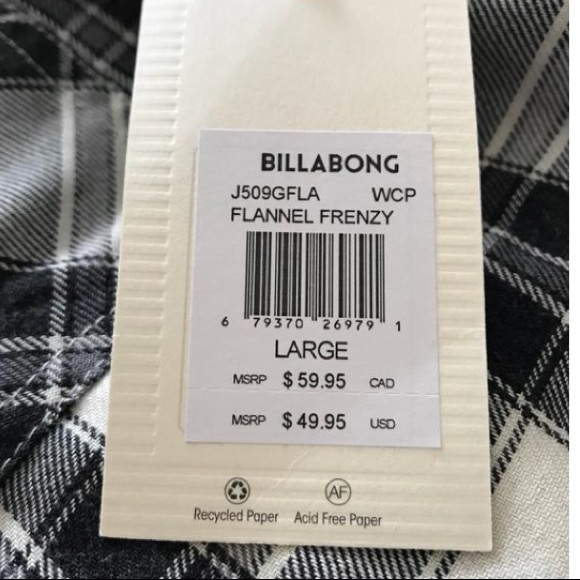 BILLABONG
J509GFLA WCP
FLANNEL FRENZY
6 79370 26979 1
LARGE
MSRP $ 59.95 CAD
MSRP $ 49.95 USD
AF
Recycled Paper Acid Free Paper